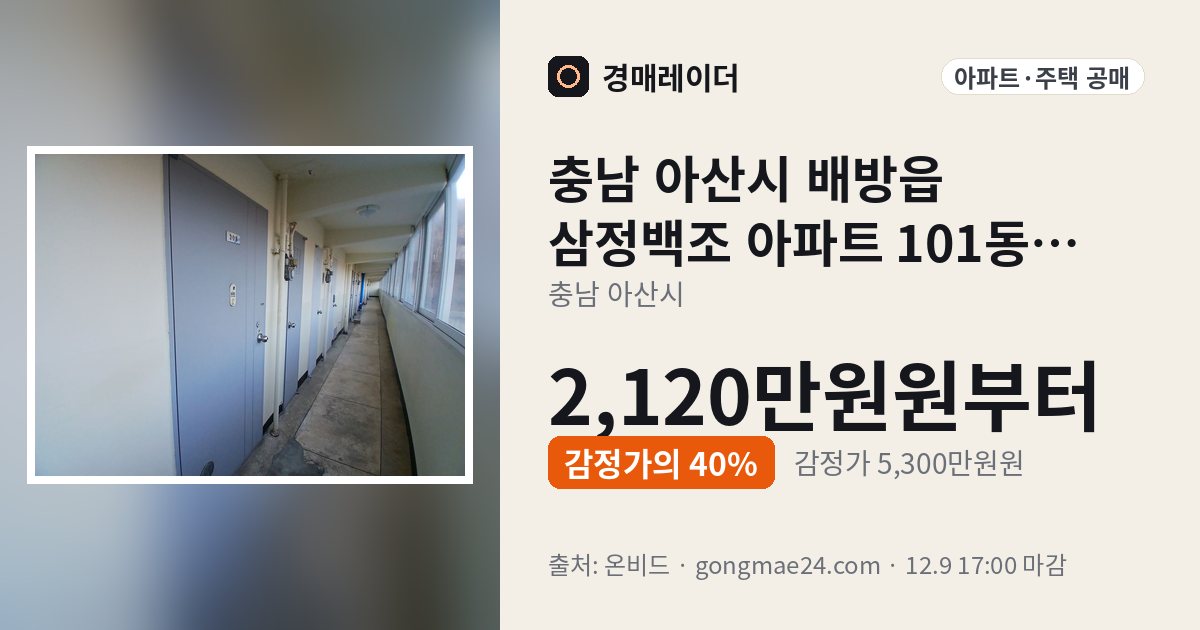 경매레이더
아파트·주택 공매
충남 아산시 배방읍
삼정백조 아파트 101동…
충남 아산시
2,120만원원부터
감정가의 40%
감정가 5,300만원원
출처: 온비드 · gongmae24.com · 12.9 17:00 마감